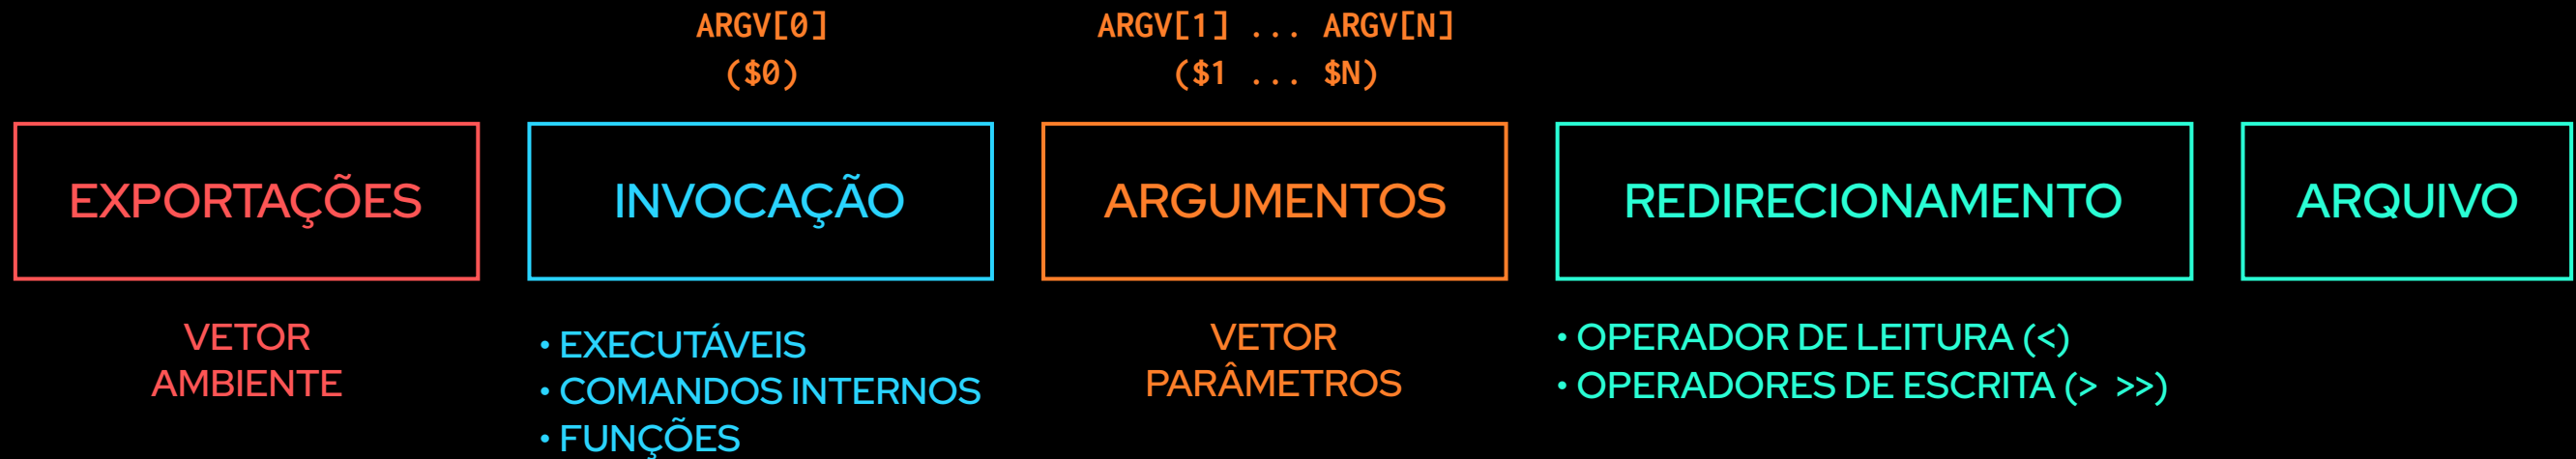 ARGV[0]
($0)
ARGV[1] ... ARGV[N]
($1 ... $N)
EXPORTAÇÕES
INVOCAÇÃO
ARGUMENTOS
REDIRECIONAMENTO
ARQUIVO
VETOR
AMBIENTE
• EXECUTÁVEIS
• COMANDOS INTERNOS
• FUNÇÕES
VETOR
PARÂMETROS
• OPERADOR DE LEITURA (<)
• OPERADORES DE ESCRITA (> >>)